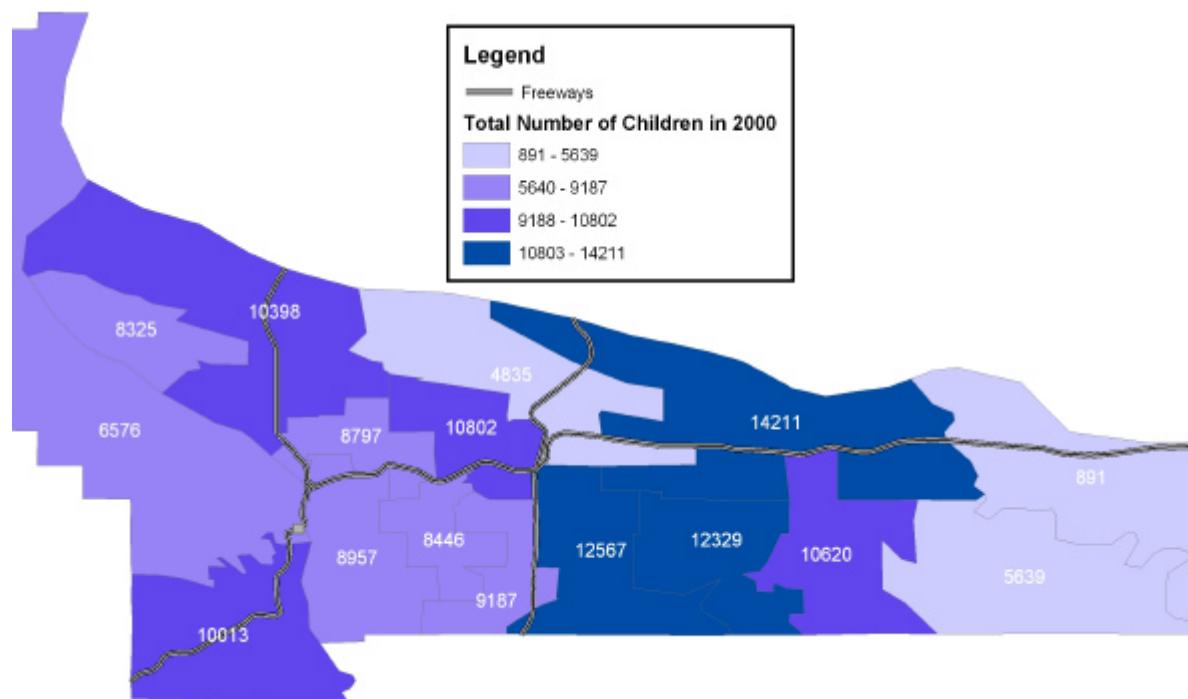 Legend
Freeways
Total Number of Children in 2000
891 - 5639
5640 - 9187
9188 - 10802
10803 - 14211
10398
8325
4835
6576
8797
10802
14211
891
8957
8446
12567
12329
10620
5639
9187
10013